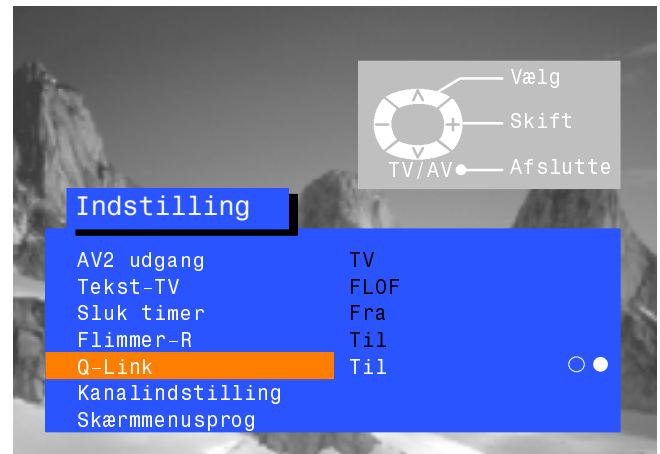 Vælg
Skift
TV/AV Afslutte
Indstilling
AV2 udgang TV
Tekst-TV FLOF
Sluk timer Fra
Flimmer-R Til
Q-Link Til
Kanalindstilling
Skærmmenusprog